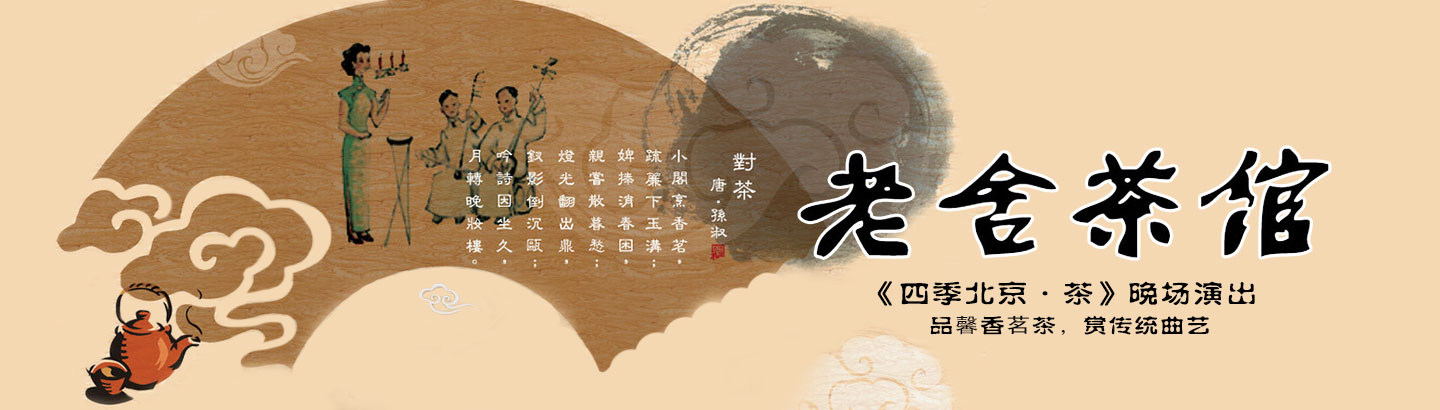 對茶
唐·孫淑
小閣烹香茗，
疏簾下玉溝；
婢捧消春困，
親嘗散暮愁；
燈光翻出鼎，
釵影倒沉甌；
吟詩因坐久，
月轉晚妝樓。
老舍茶馆
《四季北京·茶》晚场演出
品馨香茗茶，赏传统曲艺